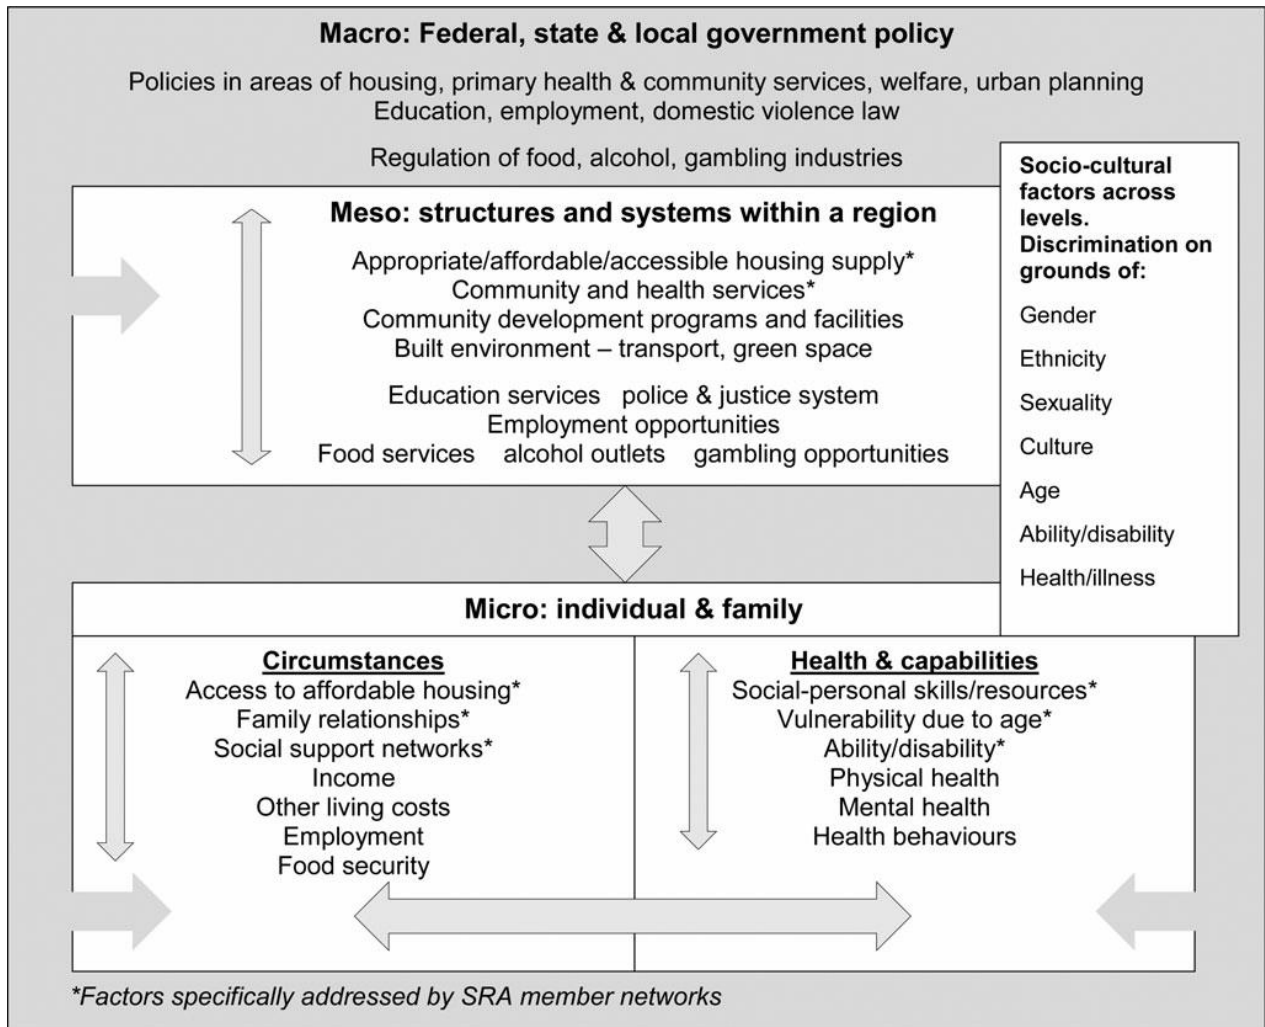 Macro: Federal, state & local government policy
Policies in areas of housing, primary health & community services, welfare, urban planning
Education, employment, domestic violence law
Regulation of food, alcohol, gambling industries
Meso: structures and systems within a region
Appropriate/affordable/accessible housing supply*
Community and health services*
Community development programs and facilities
Built environment – transport, green space
Education services police & justice system
Employment opportunities
Food services alcohol outlets gambling opportunities
Socio-cultural
factors across
levels.
Discrimination on
grounds of:
Gender
Ethnicity
Sexuality
Culture
Age
Ability/disability
Health/illness
Micro: individual & family
Circumstances
Access to affordable housing*
Family relationships*
Social support networks*
Income
Other living costs
Employment
Food security
Health & capabilities
Social-personal skills/resources*
Vulnerability due to age*
Ability/disability*
Physical health
Mental health
Health behaviours
*Factors specifically addressed by SRA member networks